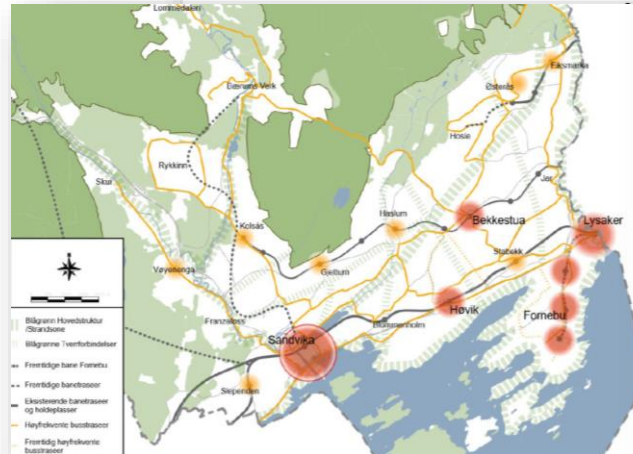 Lommedalen
Bærums Verk
Eiksmarka
Østerås
Hosle
Rykkinn
Jar
Skui
Haslum
Bekkestua
Lysaker
Kolsås
Stabekk
Vøyenenga
Gjettum
Franzefoss
Høvik
Fornebu
Sandvika
Blommenholm
Slependen
Blågrønn Hovedstruktur
/Strandsone
Blågrønne Tverrforbindelser
Fremtidige bane Fornebu
Fremtidige banetraseer
Eksisterende banetraseer
og holdeplasser
Høyfrekvente busstraseer
Fremtidig høyfrekvente
busstraseer